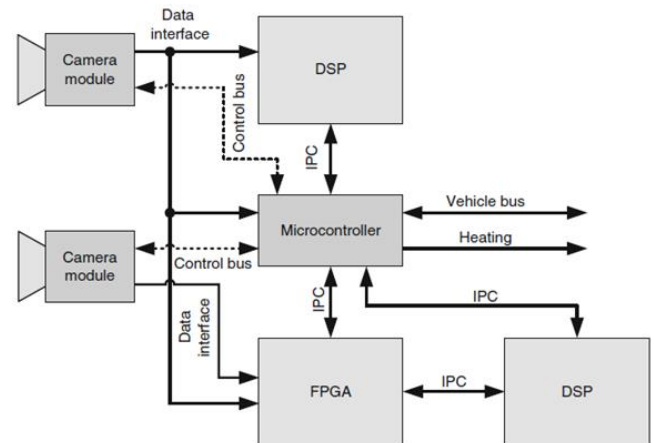 Data
interface
Camera
module
DSP
Control bus
IPC
Vehicle bus
Microcontroller
Heating
Camera
module
Control bus
IPC
IPC
Data
interface
FPGA
IPC
DSP